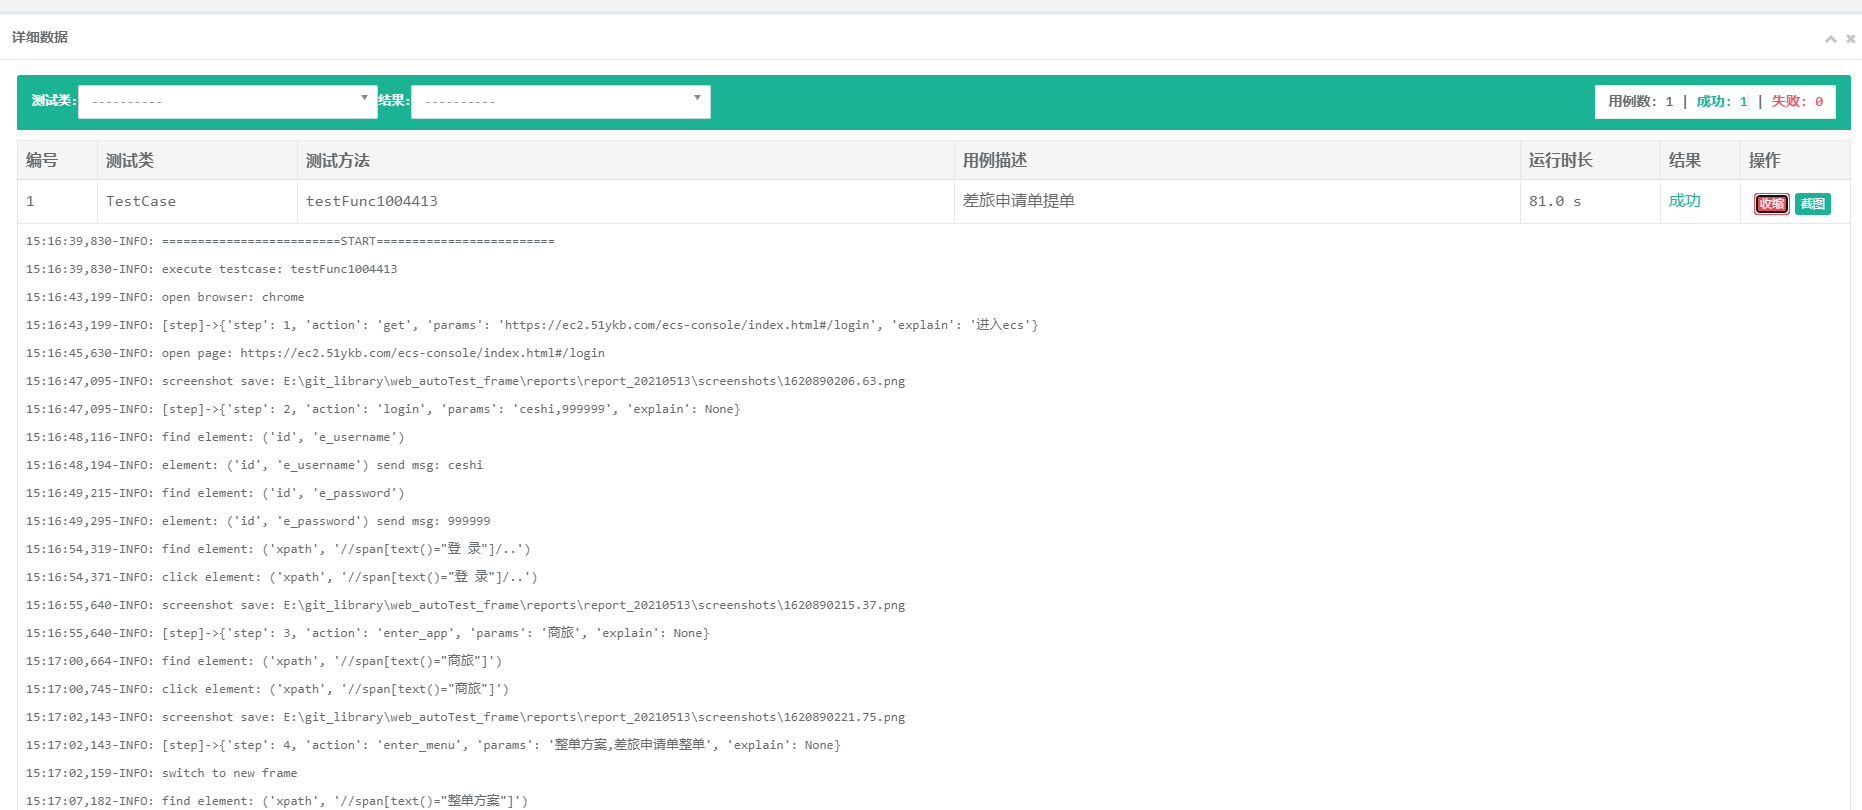 详细数据
测试类: ---------- 结果: ---------- 用例数: 1 | 成功: 1 | 失败: 0
编号 测试类 测试方法 用例描述 运行时长 结果 操作
1 TestCase testFunc1004413 差旅申请单提单 81.0 s 成功 收缩 截图
15:16:39,830-INFO: =========================START=========================
15:16:39,830-INFO: execute testcase: testFunc1004413
15:16:43,199-INFO: open browser: chrome
15:16:43,199-INFO: [step]->{'step': 1, 'action': 'get', 'params': 'https://ec2.51ykb.com/ecs-console/index.html#/login', 'explain': '进入ecs'}
15:16:45,630-INFO: open page: https://ec2.51ykb.com/ecs-console/index.html#/login
15:16:47,095-INFO: screenshot save: E:\git_library\web_autoTest_frame\reports\report_20210513\screenshots\1620890206.63.png
15:16:47,095-INFO: [step]->{'step': 2, 'action': 'login', 'params': 'ceshi,999999', 'explain': None}
15:16:48,116-INFO: find element: ('id', 'e_username')
15:16:48,194-INFO: element: ('id', 'e_username') send msg: ceshi
15:16:49,215-INFO: find element: ('id', 'e_password')
15:16:49,295-INFO: element: ('id', 'e_password') send msg: 999999
15:16:54,319-INFO: find element: ('xpath', '//span[text()="登 录"]/..')
15:16:54,371-INFO: click element: ('xpath', '//span[text()="登 录"]/..')
15:16:55,640-INFO: screenshot save: E:\git_library\web_autoTest_frame\reports\report_20210513\screenshots\1620890215.37.png
15:16:55,640-INFO: [step]->{'step': 3, 'action': 'enter_app', 'params': '商旅', 'explain': None}
15:17:00,664-INFO: find element: ('xpath', '//span[text()="商旅"]')
15:17:00,745-INFO: click element: ('xpath', '//span[text()="商旅"]')
15:17:02,143-INFO: screenshot save: E:\git_library\web_autoTest_frame\reports\report_20210513\screenshots\1620890221.75.png
15:17:02,143-INFO: [step]->{'step': 4, 'action': 'enter_menu', 'params': '整单方案,差旅申请单整单', 'explain': None}
15:17:02,159-INFO: switch to new frame
15:17:07,182-INFO: find element: ('xpath', '//span[text()="整单方案"]')